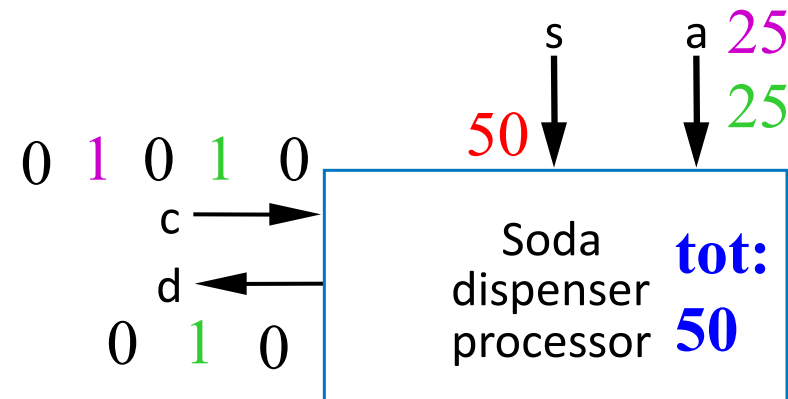 s a 25
25
50
0 1 0 1 0
c
d
0 1 0
Soda
dispenser
processor
tot:
50